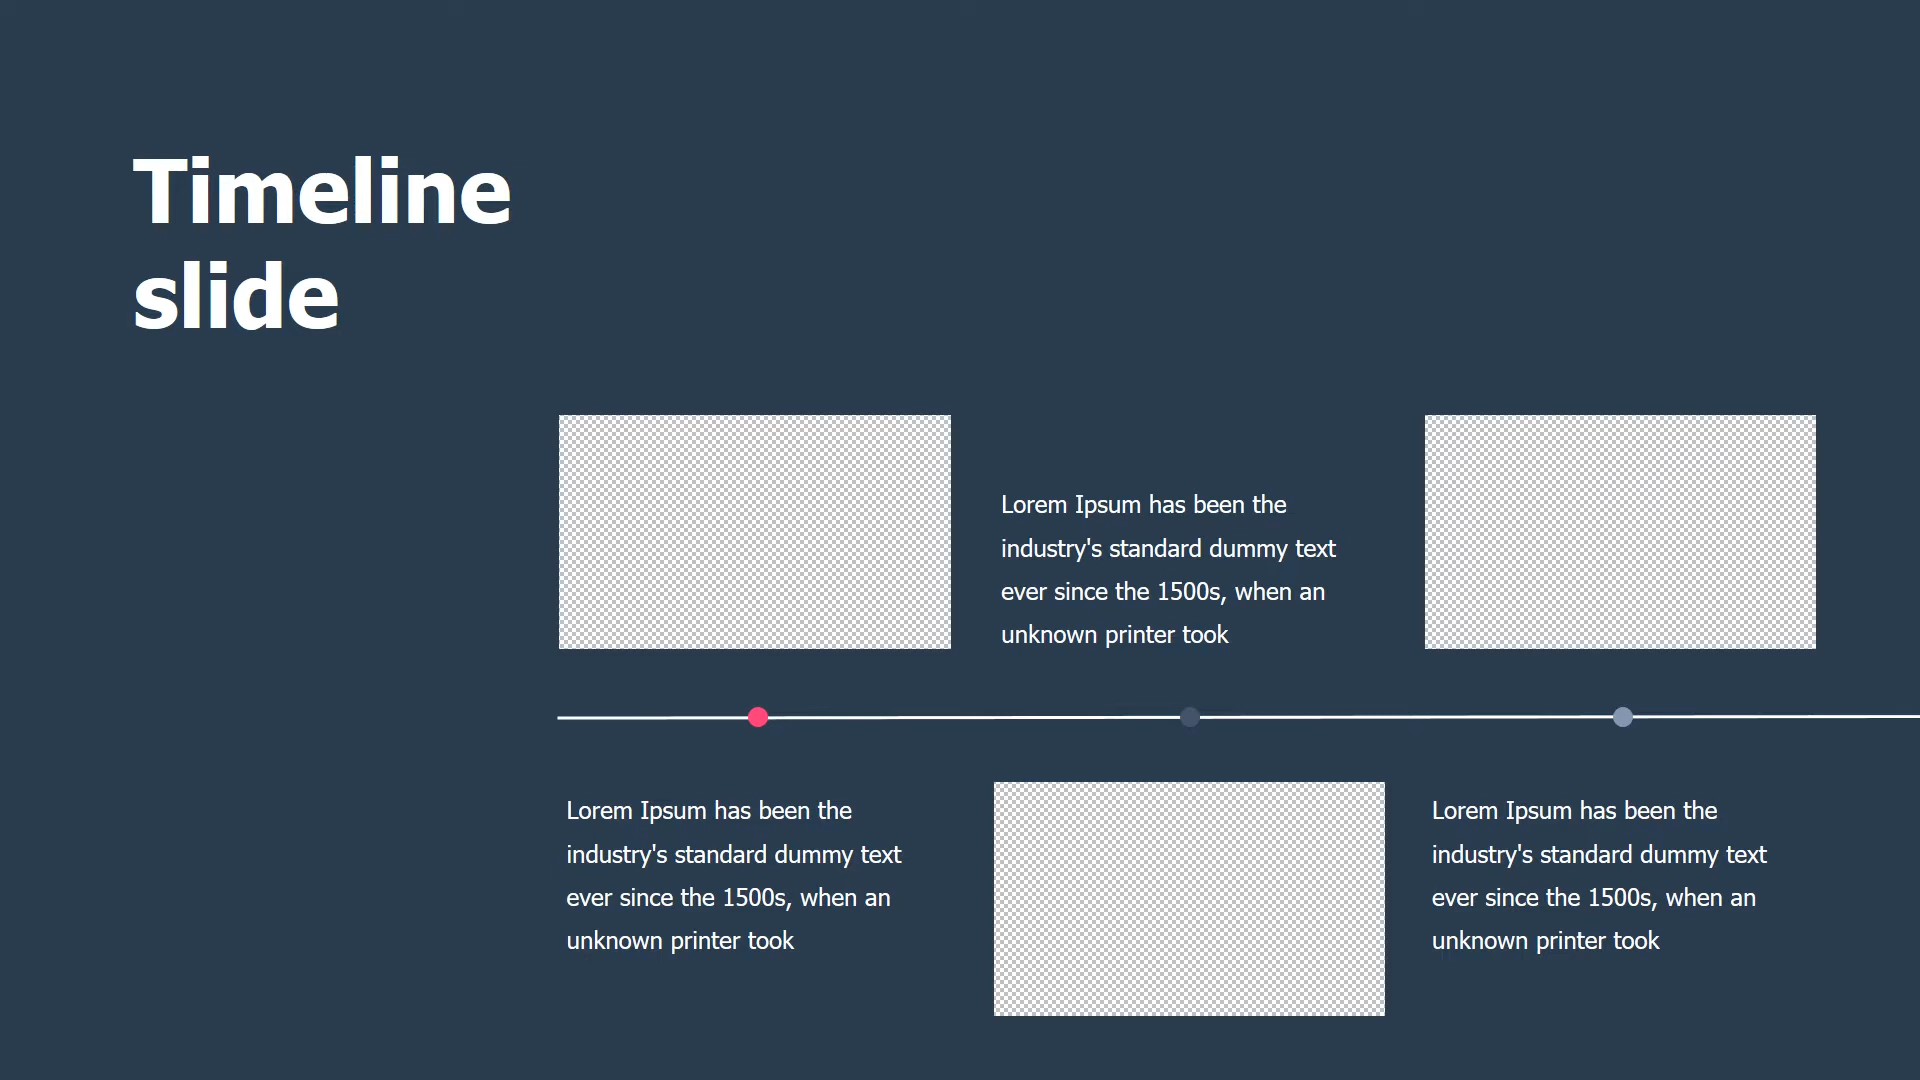 Timeline
slide
Lorem Ipsum has been the
industry's standard dummy text
ever since the 1500s, when an
unknown printer took
Lorem Ipsum has been the
industry's standard dummy text
ever since the 1500s, when an
unknown printer took
Lorem Ipsum has been the
industry's standard dummy text
ever since the 1500s, when an
unknown printer took